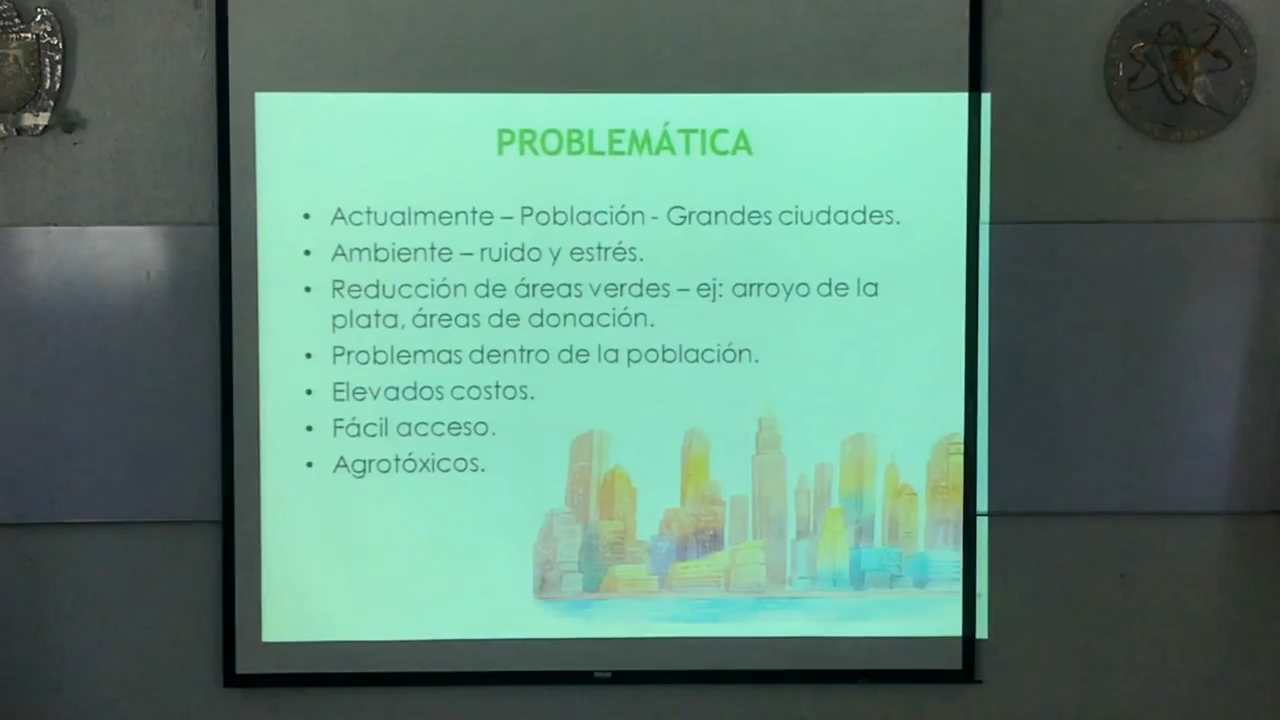 PROBLEMÁTICA
• Actualmente – Población - Grandes ciudades.
• Ambiente – ruido y estrés.
• Reducción de áreas verdes – ej: arroyo de la
plata, áreas de donación.
• Problemas dentro de la población.
• Elevados costos.
• Fácil acceso.
• Agrotóxicos.